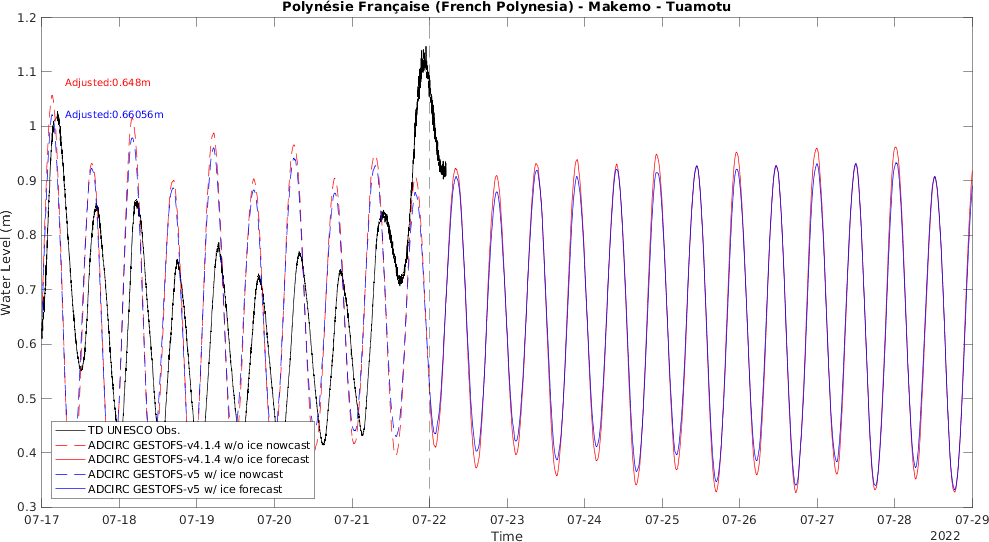 Polynésie Française (French Polynesia) - Makemo - Tuamotu
1.2
1.1
1
0.9
0.8
0.7
0.6
0.5
0.4
0.3
Water Level (m)
Adjusted:0.648m
Adjusted:0.66056m
TD UNESCO Obs.
ADCIRC GESTOFS-v4.1.4 w/o ice nowcast
ADCIRC GESTOFS-v4.1.4 w/o ice forecast
ADCIRC GESTOFS-v5 w/ ice nowcast
ADCIRC GESTOFS-v5 w/ ice forecast
07-17 07-18 07-19 07-20 07-21 07-22 07-23 07-24 07-25 07-26 07-27 07-28 07-29
Time
2022